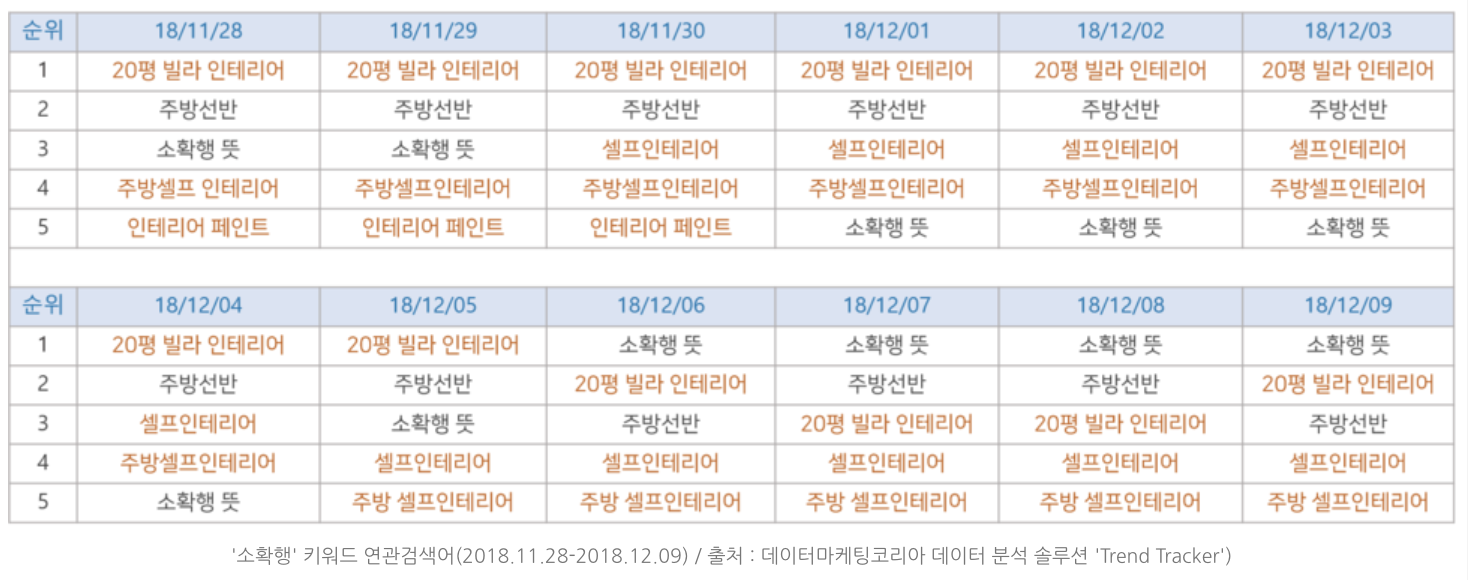 순위 18/11/28 18/11/29 18/11/30 18/12/01 18/12/02 18/12/03
1 20평 빌라 인테리어 20평 빌라 인테리어 20평 빌라 인테리어 20평 빌라 인테리어 20평 빌라 인테리어 20평 빌라 인테리어
2 주방선반 주방선반 주방선반 주방선반 주방선반 주방선반
3 소확행 뜻 소확행 뜻 셀프인테리어 셀프인테리어 셀프인테리어 셀프인테리어
4 주방셀프 인테리어 주방셀프인테리어 주방셀프인테리어 주방셀프인테리어 주방셀프인테리어 주방셀프인테리어
5 인테리어 페인트 인테리어 페인트 인테리어 페인트 소확행 뜻 소확행 뜻 소확행 뜻
순위 18/12/04 18/12/05 18/12/06 18/12/07 18/12/08 18/12/09
1 20평 빌라 인테리어 20평 빌라 인테리어 소확행 뜻 소확행 뜻 소확행 뜻 소확행 뜻
2 주방선반 주방선반 20평 빌라 인테리어 주방선반 주방선반 20평 빌라 인테리어
3 셀프인테리어 소확행 뜻 주방선반 20평 빌라 인테리어 20평 빌라 인테리어 주방선반
4 주방셀프인테리어 셀프인테리어 셀프인테리어 셀프인테리어 셀프인테리어 셀프인테리어
5 소확행 뜻 주방 셀프인테리어 주방 셀프인테리어 주방 셀프인테리어 주방 셀프인테리어 주방 셀프인테리어
'소확행' 키워드 연관검색어(2018.11.28-2018.12.09) / 출처 : 데이터마케팅코리아 데이터 분석 솔루션 'Trend Tracker')